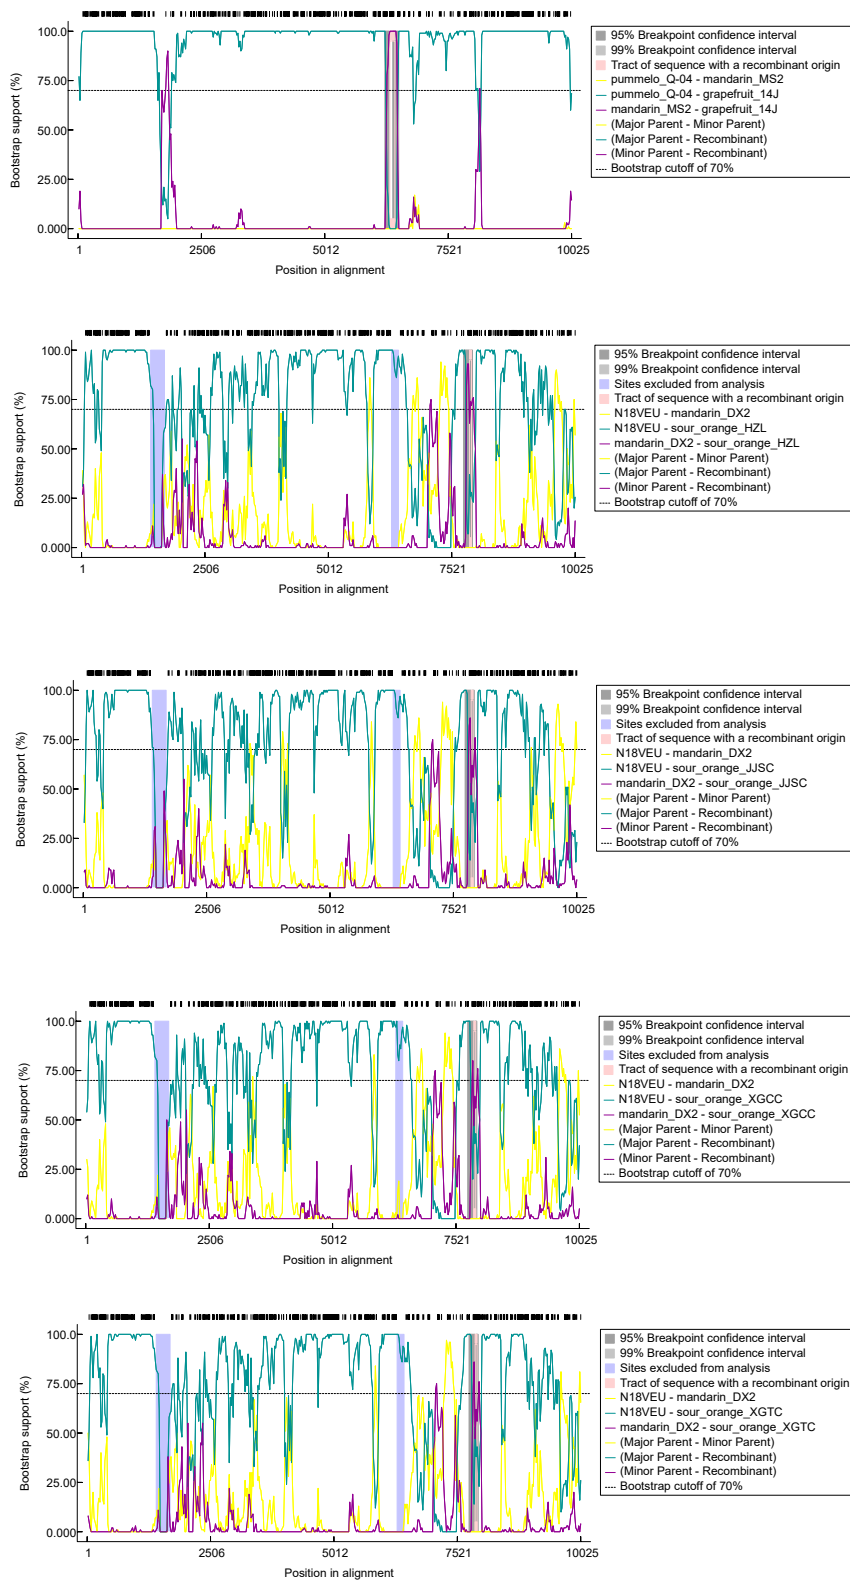 100.0
75.00
50.00
25.00
0.000
Bootstrap support (%)
1
2506
5012
7521
10025
Position in alignment
95% Breakpoint confidence interval
99% Breakpoint confidence interval
Tract of sequence with a recombinant origin
pummelo_Q-04 - mandarin_MS2
pummelo_Q-04 - grapefruit_14J
mandarin_MS2 - grapefruit_14J
(Major Parent - Minor Parent)
(Major Parent - Recombinant)
(Minor Parent - Recombinant)
Bootstrap cutoff of 70%
100.0
75.00
50.00
25.00
0.000
Bootstrap support (%)
1
2506
5012
7521
10025
Position in alignment
95% Breakpoint confidence interval
99% Breakpoint confidence interval
Sites excluded from analysis
Tract of sequence with a recombinant origin
N18VEU - mandarin_DX2
N18VEU - sour_orange_HZL
mandarin_DX2 - sour_orange_HZL
(Major Parent - Minor Parent)
(Major Parent - Recombinant)
(Minor Parent - Recombinant)
Bootstrap cutoff of 70%
100.0
75.00
50.00
25.00
0.000
Bootstrap support (%)
1
2506
5012
7521
10025
Position in alignment
95% Breakpoint confidence interval
99% Breakpoint confidence interval
Sites excluded from analysis
Tract of sequence with a recombinant origin
N18VEU - mandarin_DX2
N18VEU - sour_orange_JJSC
mandarin_DX2 - sour_orange_JJSC
(Major Parent - Minor Parent)
(Major Parent - Recombinant)
(Minor Parent - Recombinant)
Bootstrap cutoff of 70%
100.0
75.00
50.00
25.00
0.000
Bootstrap support (%)
1
2506
5012
7521
10025
Position in alignment
95% Breakpoint confidence interval
99% Breakpoint confidence interval
Sites excluded from analysis
Tract of sequence with a recombinant origin
N18VEU - mandarin_DX2
N18VEU - sour_orange_XGCC
mandarin_DX2 - sour_orange_XGCC
(Major Parent - Minor Parent)
(Major Parent - Recombinant)
(Minor Parent - Recombinant)
Bootstrap cutoff of 70%
100.0
75.00
50.00
25.00
0.000
Bootstrap support (%)
1
2506
5012
7521
10025
Position in alignment
95% Breakpoint confidence interval
99% Breakpoint confidence interval
Sites excluded from analysis
Tract of sequence with a recombinant origin
N18VEU - mandarin_DX2
N18VEU - sour_orange_XGTC
mandarin_DX2 - sour_orange_XGTC
(Major Parent - Minor Parent)
(Major Parent - Recombinant)
(Minor Parent - Recombinant)
Bootstrap cutoff of 70%